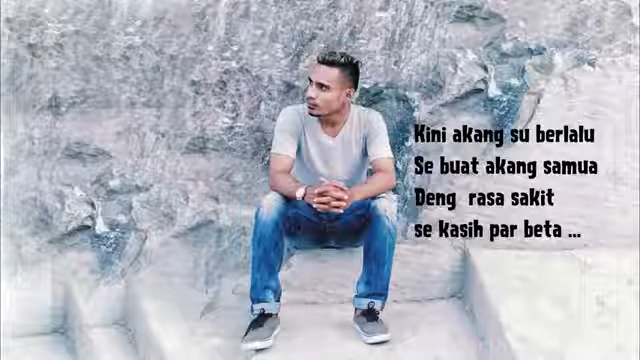 Kini akang su berlalu
Se buat akang samua
Deng rasa sakit
se kasih par beta ...